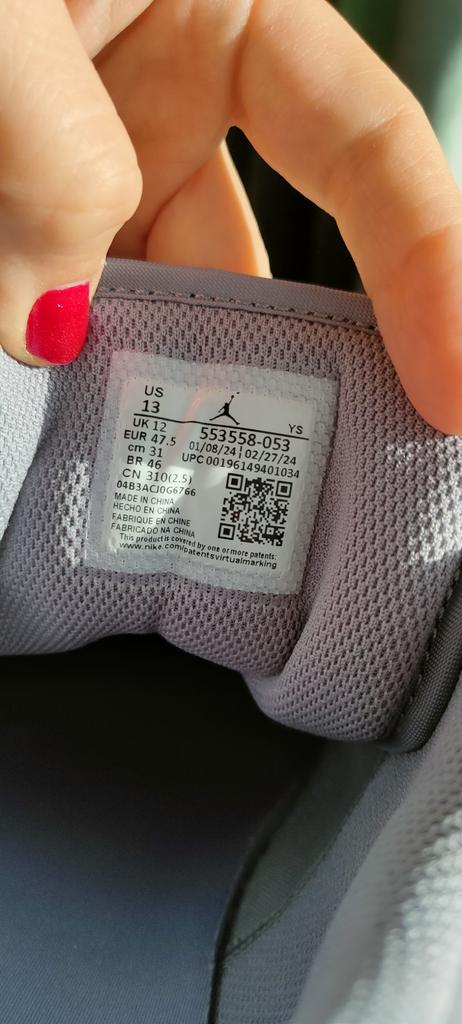 US
13
YS
UK 12
553558-053
EUR 47.5
01/08/24 02/27/24
cm 31
UPC 00196149401034
BR 46
CN 310(2.5)
04B3ACJ0G6766
MADE IN CHINA
HECHO EN CHINA
FABRIQUE EN CHINE
FABRICADO NA CHINA
This product is covered by one or more patents:
www.nike.com/patentsvirtualmarking